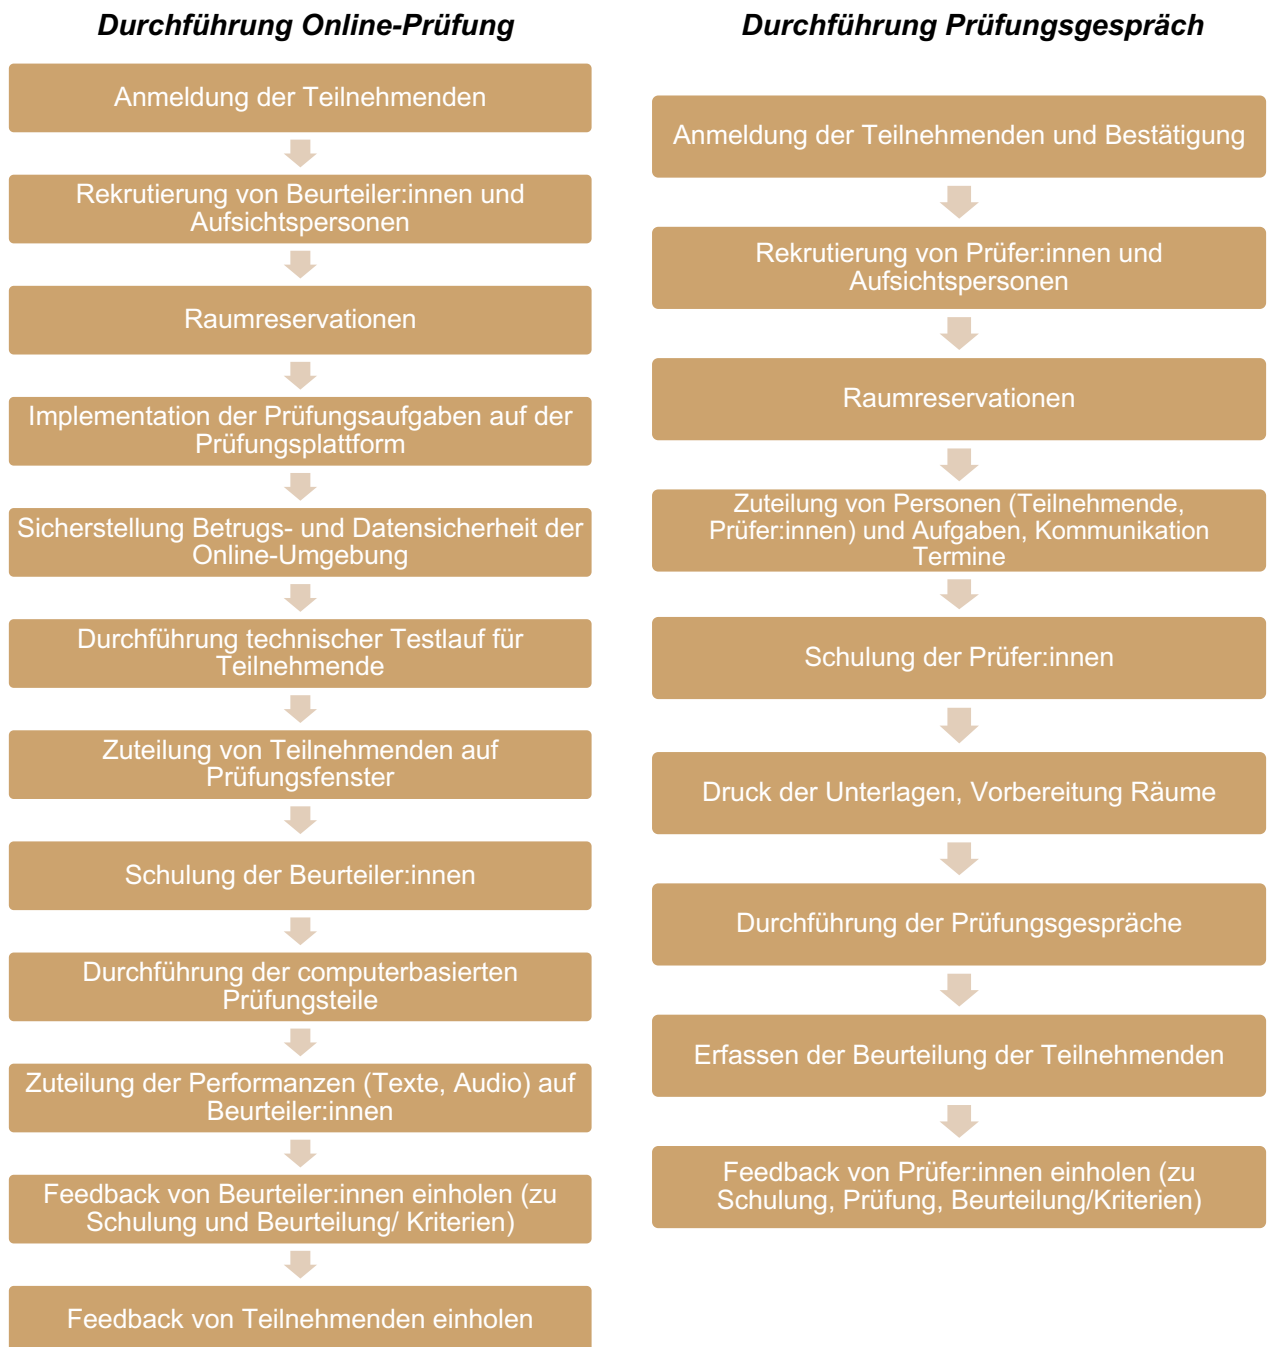 Durchführung Online-Prüfung
Anmeldung der Teilnehmenden
Rekrutierung von Beurteiler:innen und
Aufsichtspersonen
Raumreservationen
Implementation der Prüfungsaufgaben auf der
Prüfungsplattform
Sicherstellung Betrugs- und Datensicherheit der
Online-Umgebung
Durchführung technischer Testlauf für
Teilnehmende
Zuteilung von Teilnehmenden auf
Prüfungsfenster
Schulung der Beurteiler:innen
Durchführung der computerbasierten
Prüfungsteile
Zuteilung der Performanzen (Texte, Audio) auf
Beurteiler:innen
Feedback von Beurteiler:innen einholen (zu
Schulung und Beurteilung/ Kriterien)
Feedback von Teilnehmenden einholen
Durchführung Prüfungsgespräch
Anmeldung der Teilnehmenden und Bestätigung
Rekrutierung von Prüfer:innen und
Aufsichtspersonen
Raumreservationen
Zuteilung von Personen (Teilnehmende,
Prüfer:innen) und Aufgaben, Kommunikation
Termine
Schulung der Prüfer:innen
Druck der Unterlagen, Vorbereitung Räume
Durchführung der Prüfungsgespräche
Erfassen der Beurteilung der Teilnehmenden
Feedback von Prüfer:innen einholen (zu
Schulung, Prüfung, Beurteilung/Kriterien)